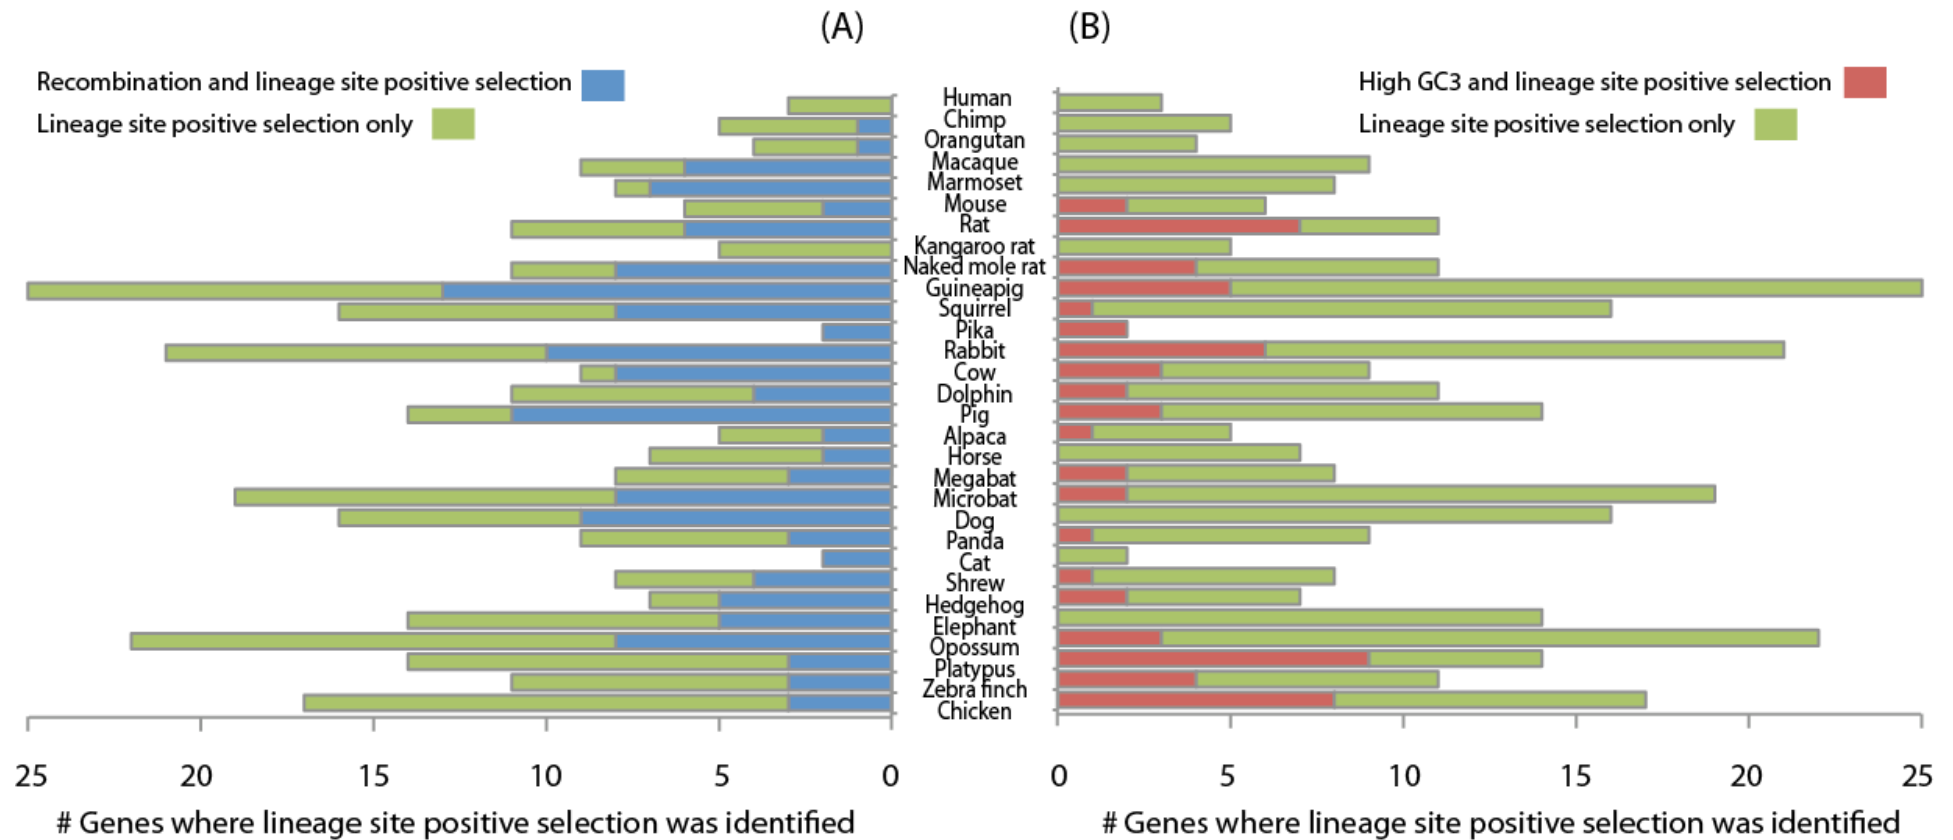 (A)
(B)
Recombination and lineage site positive selection
Lineage site positive selection only
High GC3 and lineage site positive selection
Lineage site positive selection only
Human
Chimp
Orangutan
Macaque
Marmoset
Mouse
Rat
Kangaroo rat
Naked mole rat
Guineapig
Squirrel
Pika
Rabbit
Cow
Dolphin
Pig
Alpaca
Horse
Megabat
Microbat
Dog
Panda
Cat
Shrew
Hedgehog
Elephant
Opossum
Platypus
Zebra finch
Chicken
25 20 15 10 5 0
0 5 10 15 20 25
# Genes where lineage site positive selection was identified
# Genes where lineage site positive selection was identified